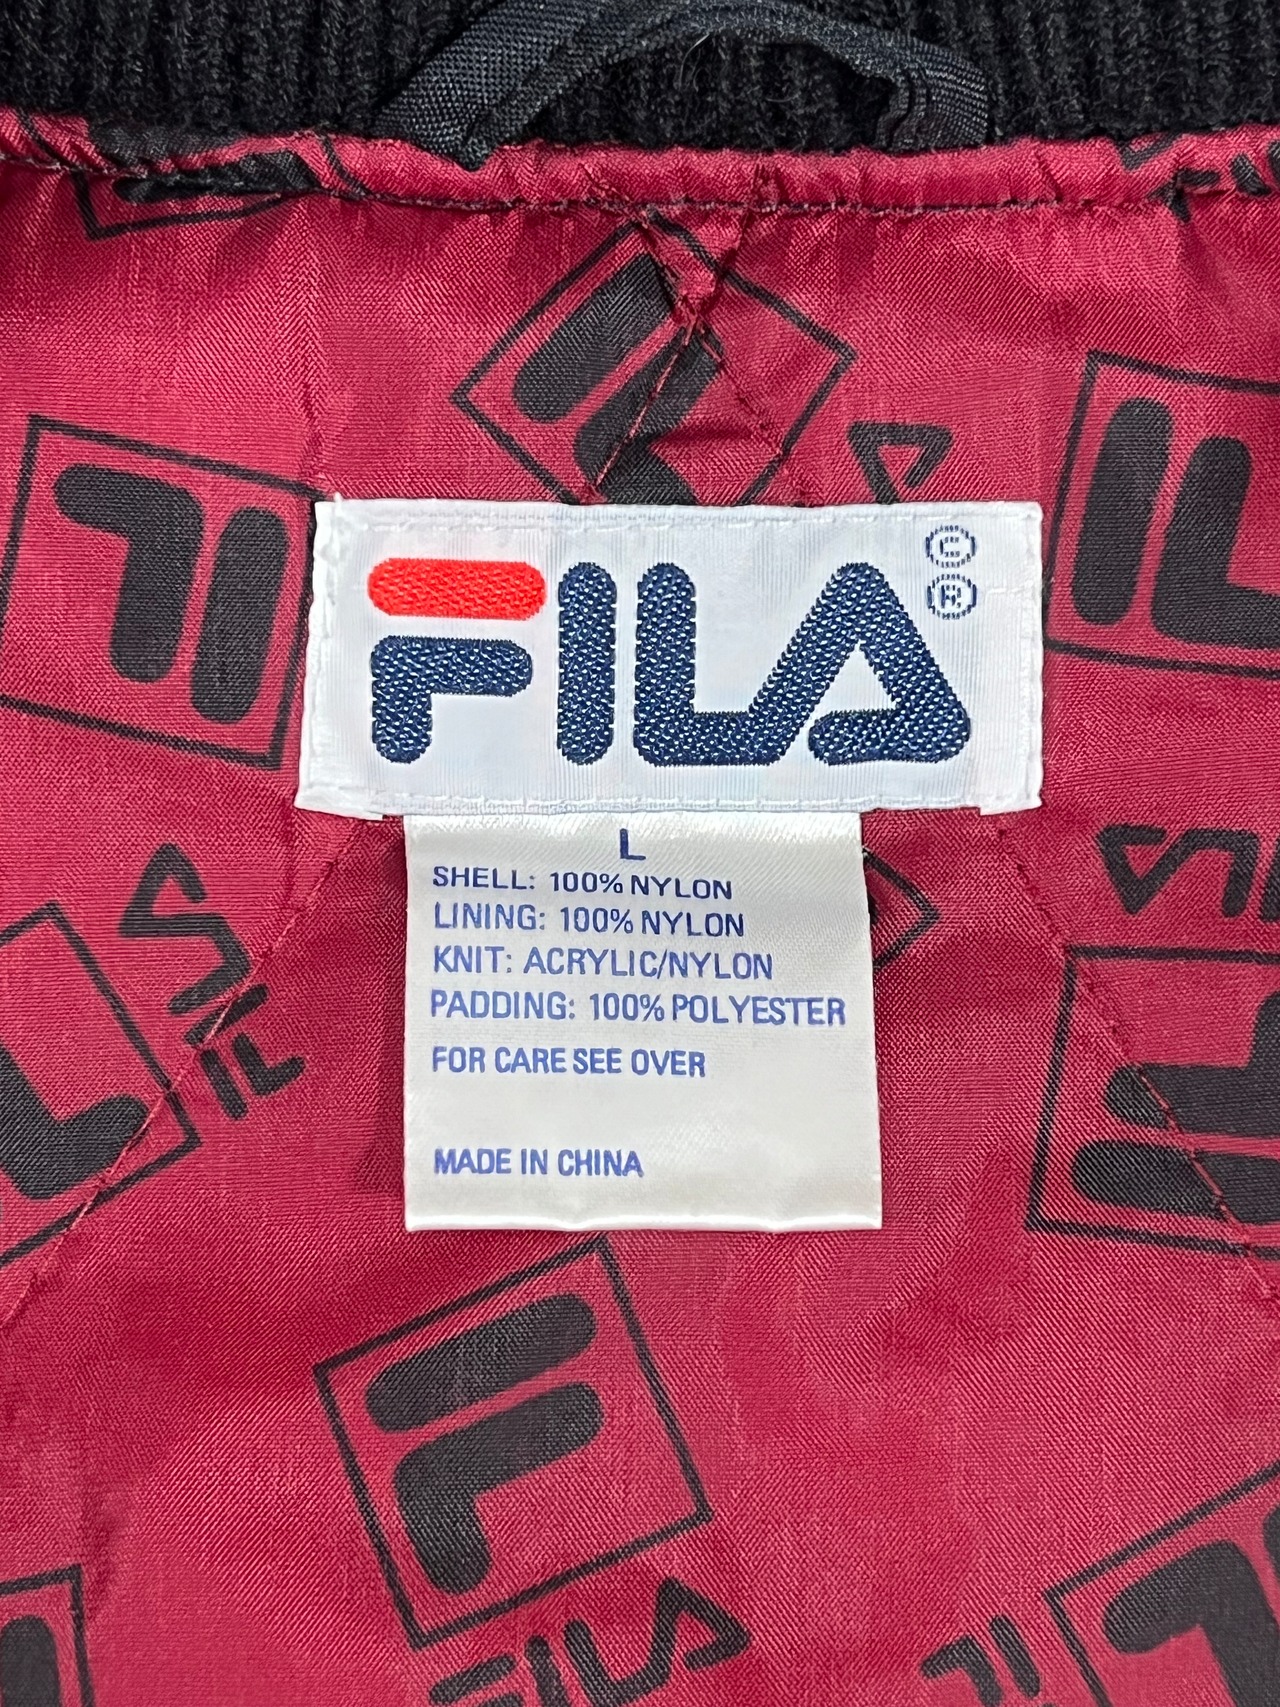 FILA
©
®
L
SHELL: 100% NYLON
LINING: 100% NYLON
KNIT: ACRYLIC/NYLON
PADDING: 100% POLYESTER
FOR CARE SEE OVER
MADE IN CHINA
F
FILA